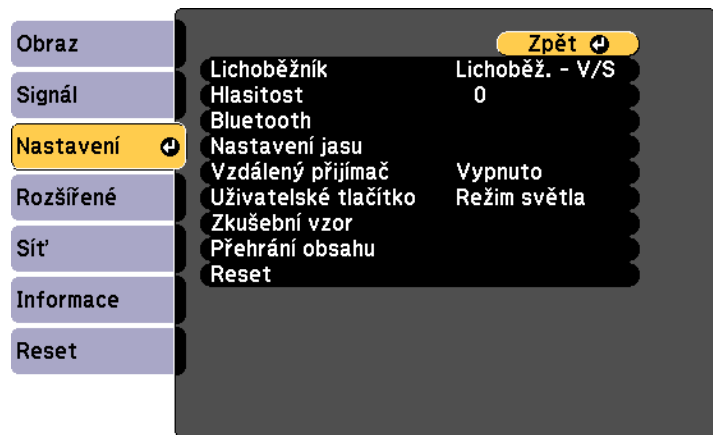 Obraz
Signál
Nastavení
Rozšířené
Síť
Informace
Reset
Zpět
Lichoběžník Lichoběž. - V/S
Hlasitost 0
Bluetooth
Nastavení jasu
Vzdálený přijímač Vypnuto
Uživatelské tlačítko Režim světla
Zkušební vzor
Přehrání obsahu
Reset